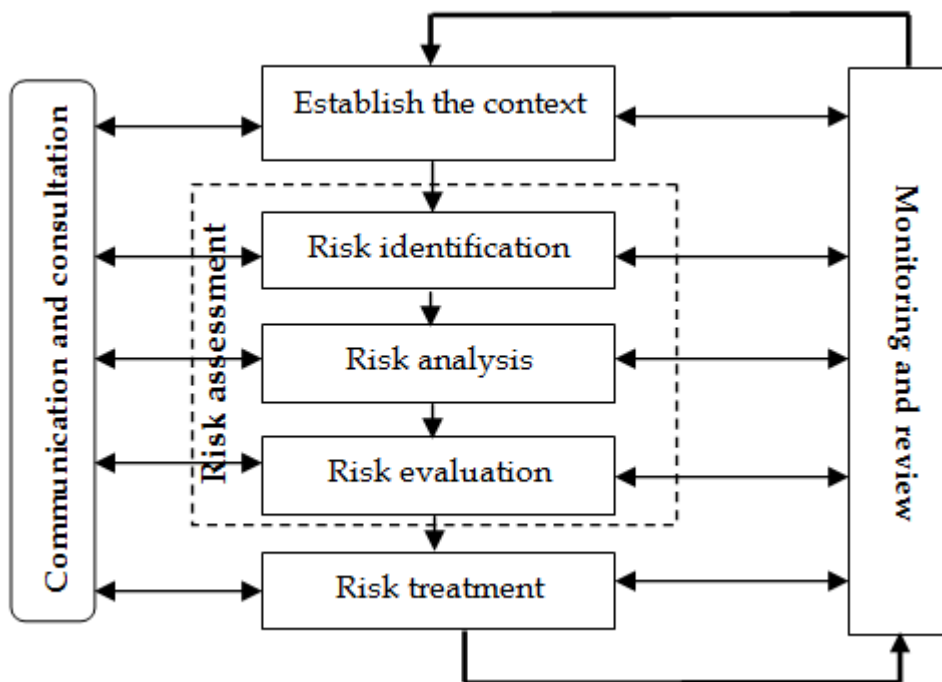 Establish the context
Communication and consultation
Risk assessment
Risk identification
Risk analysis
Risk evaluation
Risk treatment
Monitoring and review